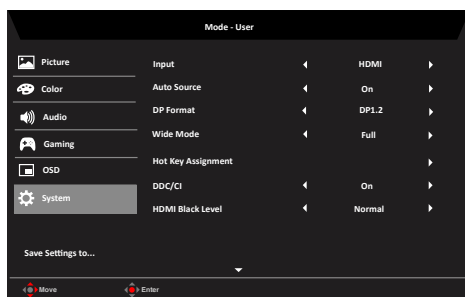 Mode - User
Picture
Color
Audio
Gaming
OSD
System
Input HDMI
Auto Source On
DP Format DP1.2
Wide Mode Full
Hot Key Assignment
DDC/CI On
HDMI Black Level Normal
Save Settings to...
Move Enter